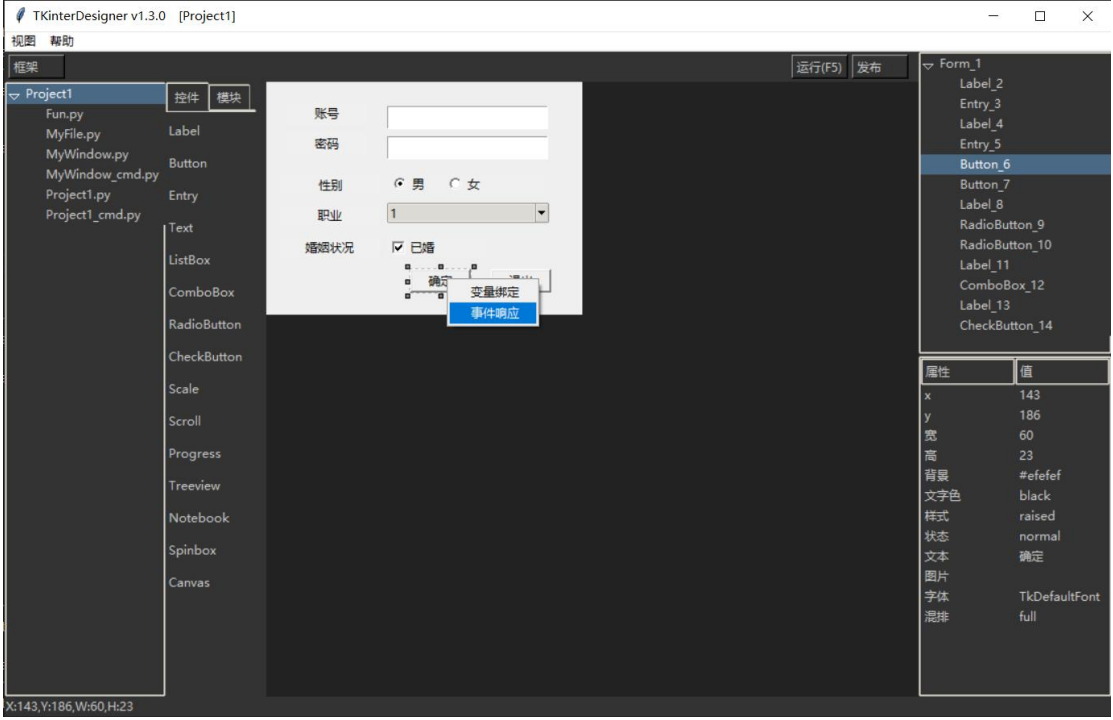 TKinterDesigner v1.3.0 [Project1]
视图 帮助
框架
运行(F5) 发布
Project1
Fun.py
MyFile.py
MyWindow.py
MyWindow_cmd.py
Project1.py
Project1_cmd.py
控件 模块
Label
Button
Entry
Text
ListBox
ComboBox
RadioButton
CheckButton
Scale
Scroll
Progress
Treeview
Notebook
Spinbox
Canvas
账号
密码
性别 男 女
职业 1
婚姻状况 已婚
变量绑定
事件响应
Form_1
Label_2
Entry_3
Label_4
Entry_5
Button_6
Button_7
Label_8
RadioButton_9
RadioButton_10
Label_11
ComboBox_12
Label_13
CheckButton_14
属性 值
x 143
y 186
宽 60
高 23
背景 #efefef
文字色 black
样式 raised
状态 normal
文本 确定
图片
字体 TkDefaultFont
混排 full
X:143,Y:186,W:60,H:23